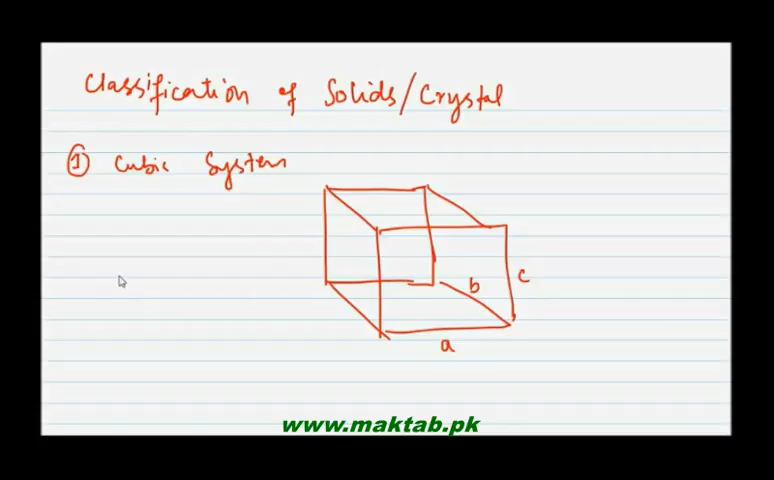 Classification of Solids/Crystal
① Cubic System
b
c
a
www.maktab.pk